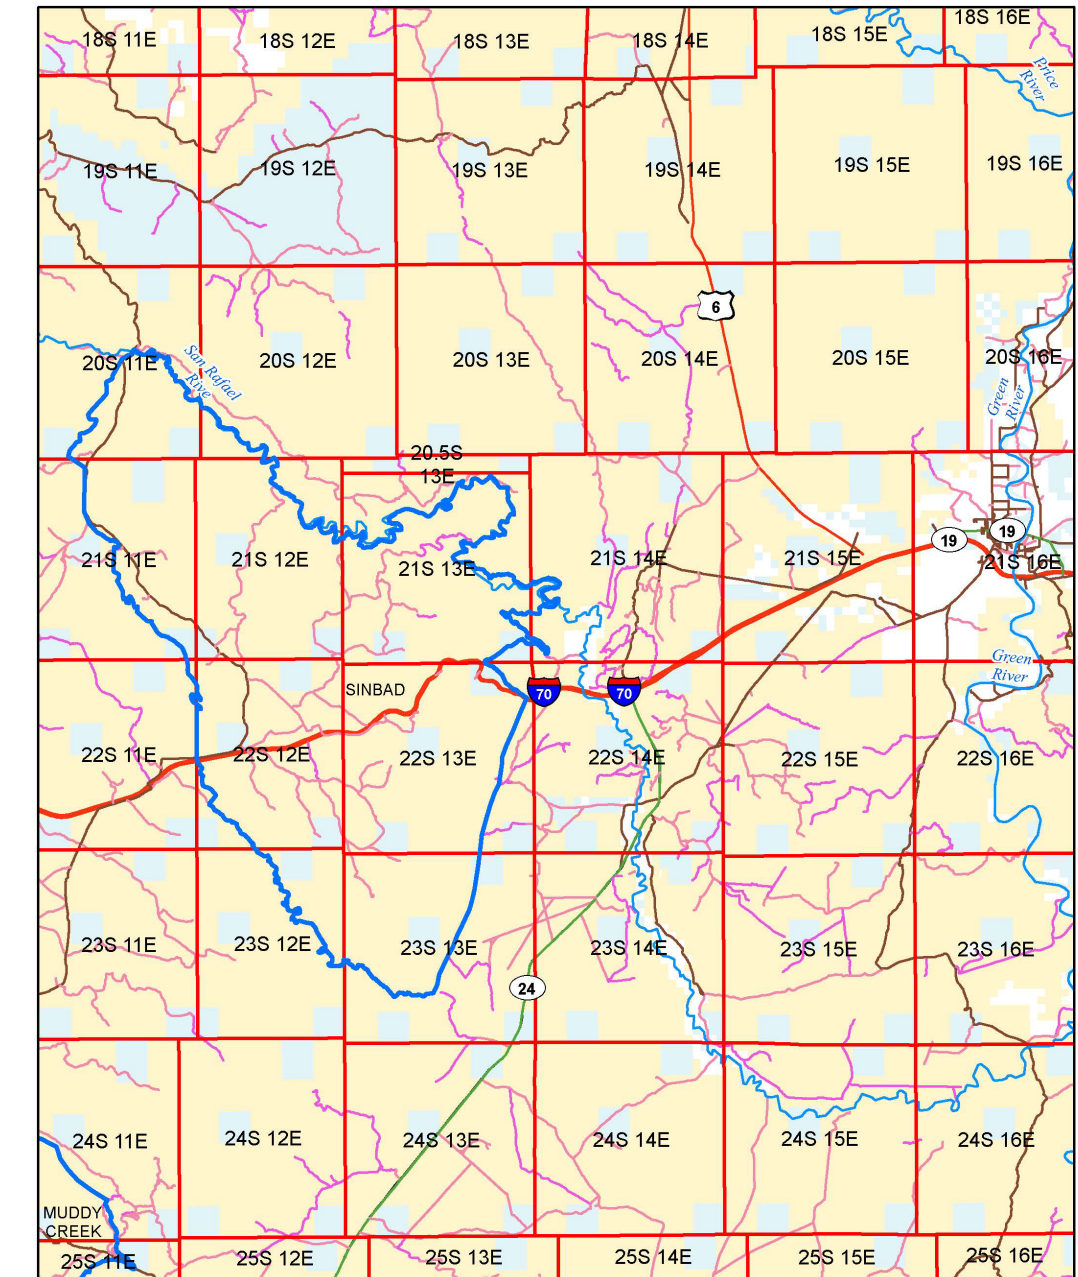 18S 11E
18S 12E
18S 13E
18S 14E
18S 15E
18S 16E
Price
River
19S 11E
19S 12E
19S 13E
19S 14E
19S 15E
19S 16E
6
20S 11E
San Rafael
Rive
20S 12E
20S 13E
20S 14E
20S 15E
20S 16E
Green
River
20.5S
13E
21S 11E
21S 12E
21S 13E
21S 14E
21S 15E
19
19
21S 16E
Green
River
SINBAD
70
70
22S 11E
22S 12E
22S 13E
22S 14E
22S 15E
22S 16E
23S 11E
23S 12E
23S 13E
23S 14E
23S 15E
23S 16E
24
24S 11E
24S 12E
24S 13E
24S 14E
24S 15E
24S 16E
MUDDY
CREEK
25S 11E
25S 12E
25S 13E
25S 14E
25S 15E
25S 16E